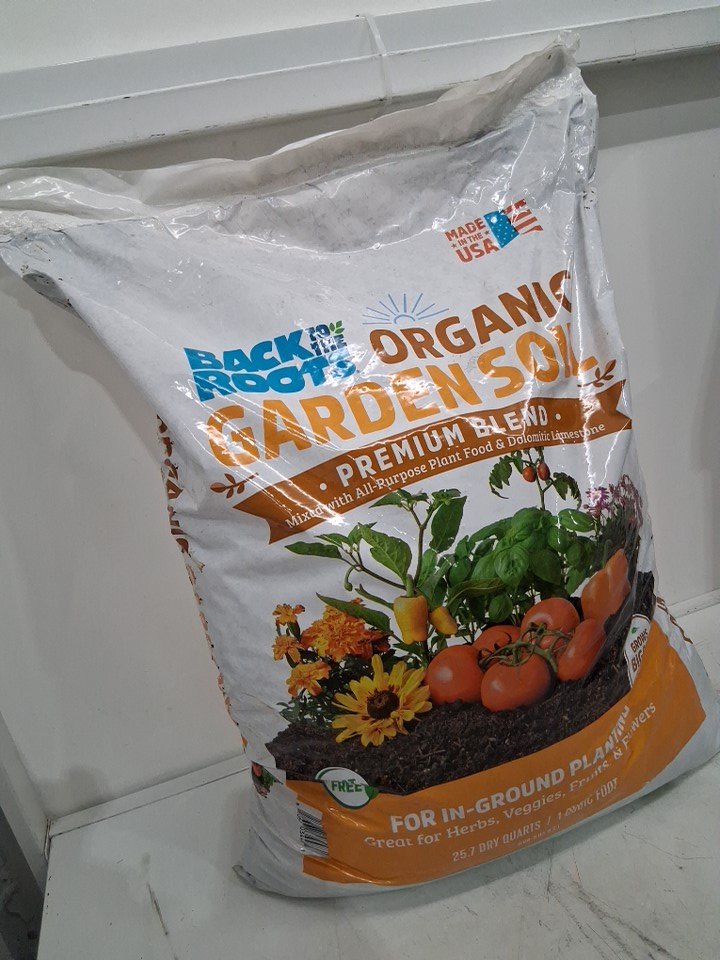 MADE
IN THE
USA
BACK
TO
THE
ROOTS
ORGANIC
GARDEN SOIL
· PREMIUM BLEND ·
Mixed with All-Purpose Plant Food & Dolomitic Limestone
GROWS
FREE
FOR IN-GROUND PLANTING
Great for Herbs, Veggies, Fruits, & Flowers
25.7 DRY QUARTS / 1 CUBIC FOOT